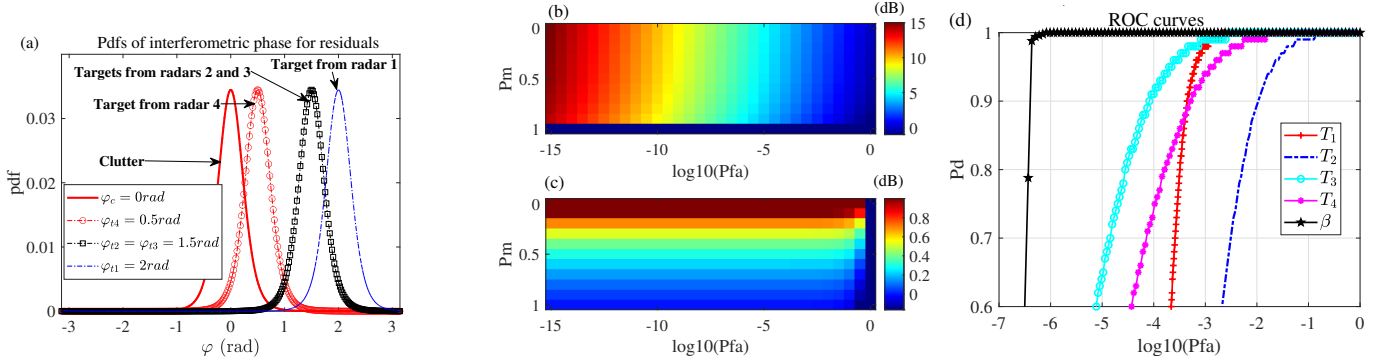 (a)
Pdfs of interferometric phase for residuals
Targets from radars 2 and 3
Target from radar 1
Target from radar 4
Clutter
φc = 0rad
φt4 = 0.5rad
φt2 = φt3 = 1.5rad
φt1 = 2rad
pdf
0.03
0.02
0.01
0
-3 -2 -1 0 1 2 3
φ (rad)
(b)
(dB)
Pm
0
0.5
1
-15 -10 -5 0
log10(Pfa)
15
10
5
0
(c)
(dB)
Pm
0
0.5
1
-15 -10 -5 0
log10(Pfa)
0.8
0.6
0.4
0.2
0
(d)
ROC curves
Pd
1
0.9
0.8
0.7
0.6
-7 -6 -5 -4 -3 -2 -1 0
log10(Pfa)
T1
T2
T3
T4
β